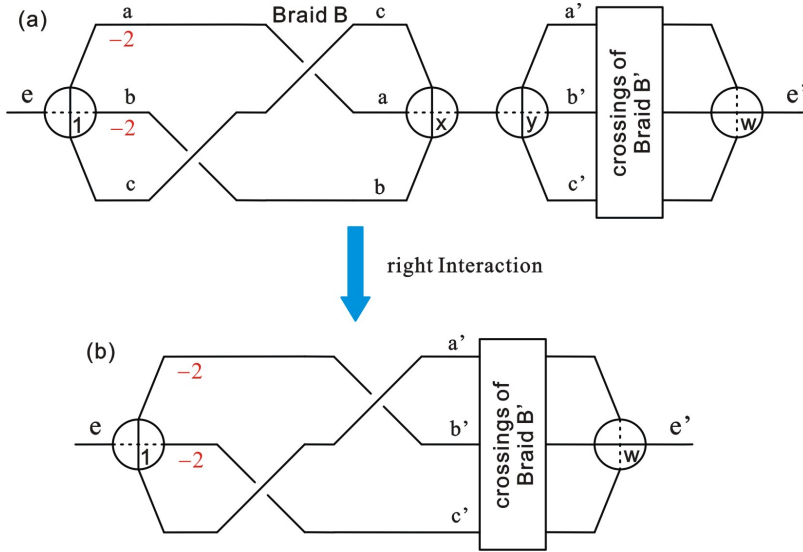 (a)
a
Braid B
c
a'
−2
e
b
a
b'
e'
1
−2
x
y
w
crossings of
Braid B'
c
b
c'
right Interaction
(b)
a'
−2
e
b'
e'
1
−2
w
crossings of
Braid B'
c'